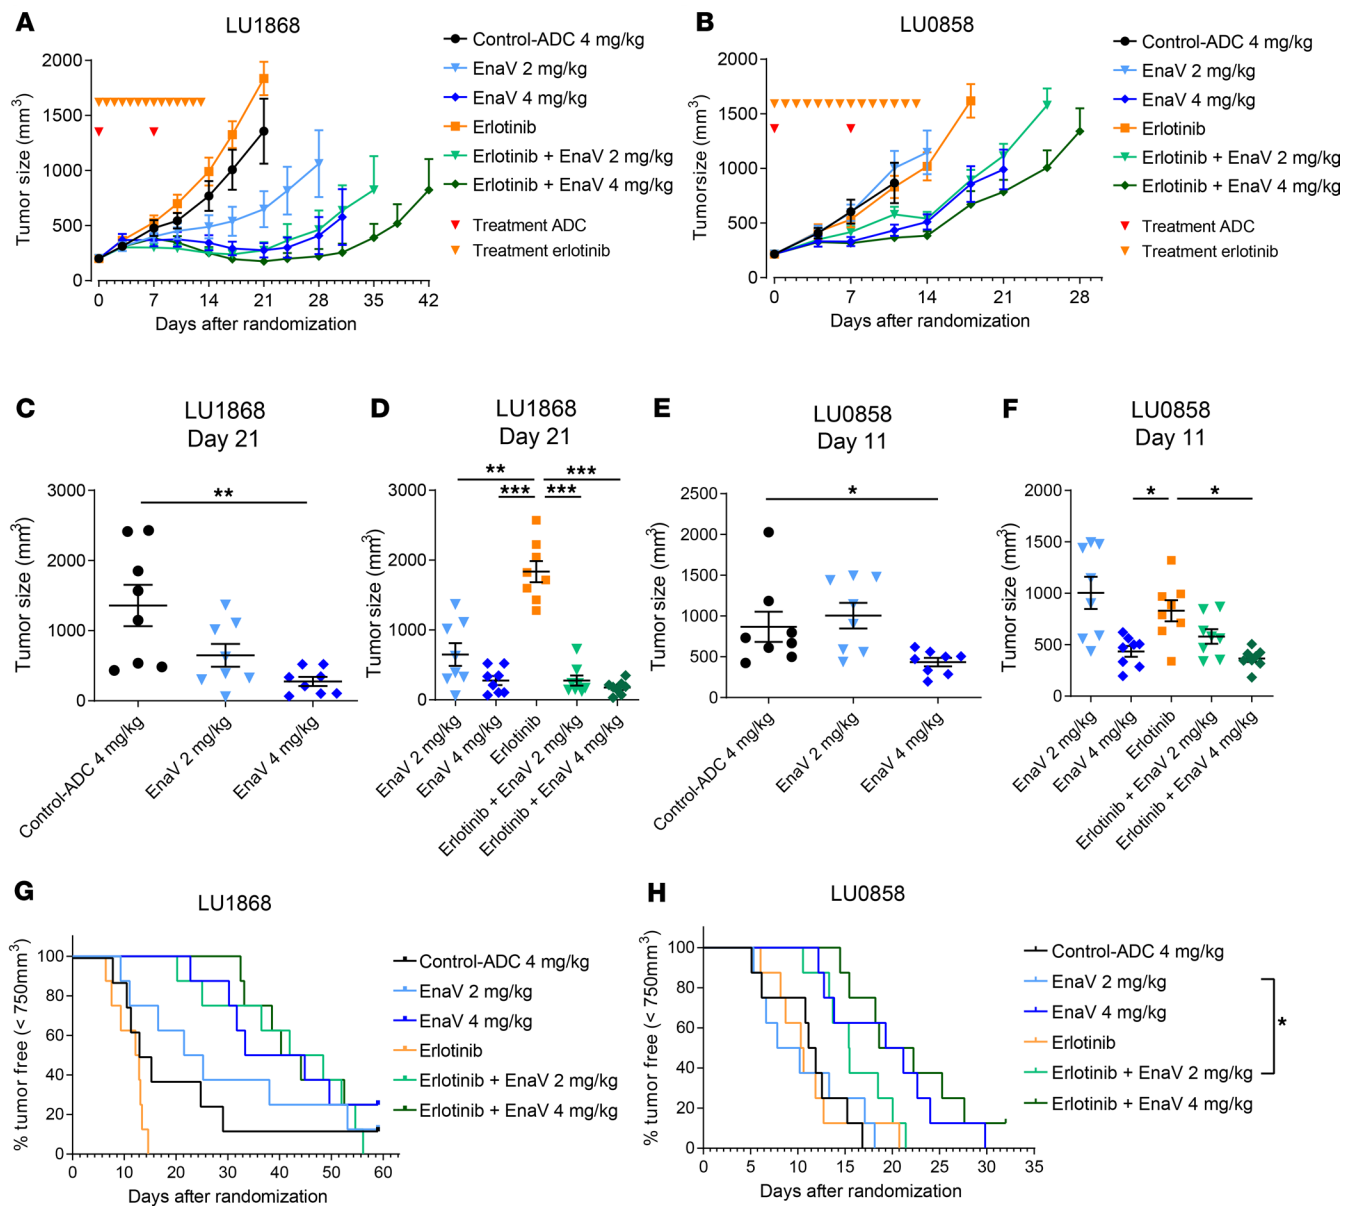 A
LU1868
Tumor size (mm3)
2000
1500
1000
500
0
0 7 14 21 28 35 42
Days after randomization
Control-ADC 4 mg/kg
EnaV 2 mg/kg
EnaV 4 mg/kg
Erlotinib
Erlotinib + EnaV 2 mg/kg
Erlotinib + EnaV 4 mg/kg
Treatment ADC
Treatment erlotinib
B
LU0858
Tumor size (mm3)
2000
1500
1000
500
0
0 7 14 21 28
Days after randomization
Control-ADC 4 mg/kg
EnaV 2 mg/kg
EnaV 4 mg/kg
Erlotinib
Erlotinib + EnaV 2 mg/kg
Erlotinib + EnaV 4 mg/kg
Treatment ADC
Treatment erlotinib
C
LU1868
Day 21
Tumor size (mm3)
3000
2000
1000
0
**
Control-ADC 4 mg/kg
EnaV 2 mg/kg
EnaV 4 mg/kg
D
LU1868
Day 21
Tumor size (mm3)
3000
2000
1000
0
** ***
*** ***
EnaV 2 mg/kg
EnaV 4 mg/kg
Erlotinib
Erlotinib + EnaV 2 mg/kg
Erlotinib + EnaV 4 mg/kg
E
LU0858
Day 11
Tumor size (mm3)
2500
2000
1500
1000
500
0
*
Control-ADC 4 mg/kg
EnaV 2 mg/kg
EnaV 4 mg/kg
F
LU0858
Day 11
Tumor size (mm3)
2000
1500
1000
500
0
* *
EnaV 2 mg/kg
EnaV 4 mg/kg
Erlotinib
Erlotinib + EnaV 2 mg/kg
Erlotinib + EnaV 4 mg/kg
G
LU1868
% tumor free (< 750mm3)
100
80
60
40
20
0
0 10 20 30 40 50 60
Days after randomization
Control-ADC 4 mg/kg
EnaV 2 mg/kg
EnaV 4 mg/kg
Erlotinib
Erlotinib + EnaV 2 mg/kg
Erlotinib + EnaV 4 mg/kg
H
LU0858
% tumor free (< 750mm3)
100
80
60
40
20
0
0 5 10 15 20 25 30 35
Days after randomization
Control-ADC 4 mg/kg
EnaV 2 mg/kg
EnaV 4 mg/kg
Erlotinib
Erlotinib + EnaV 2 mg/kg
Erlotinib + EnaV 4 mg/kg
*